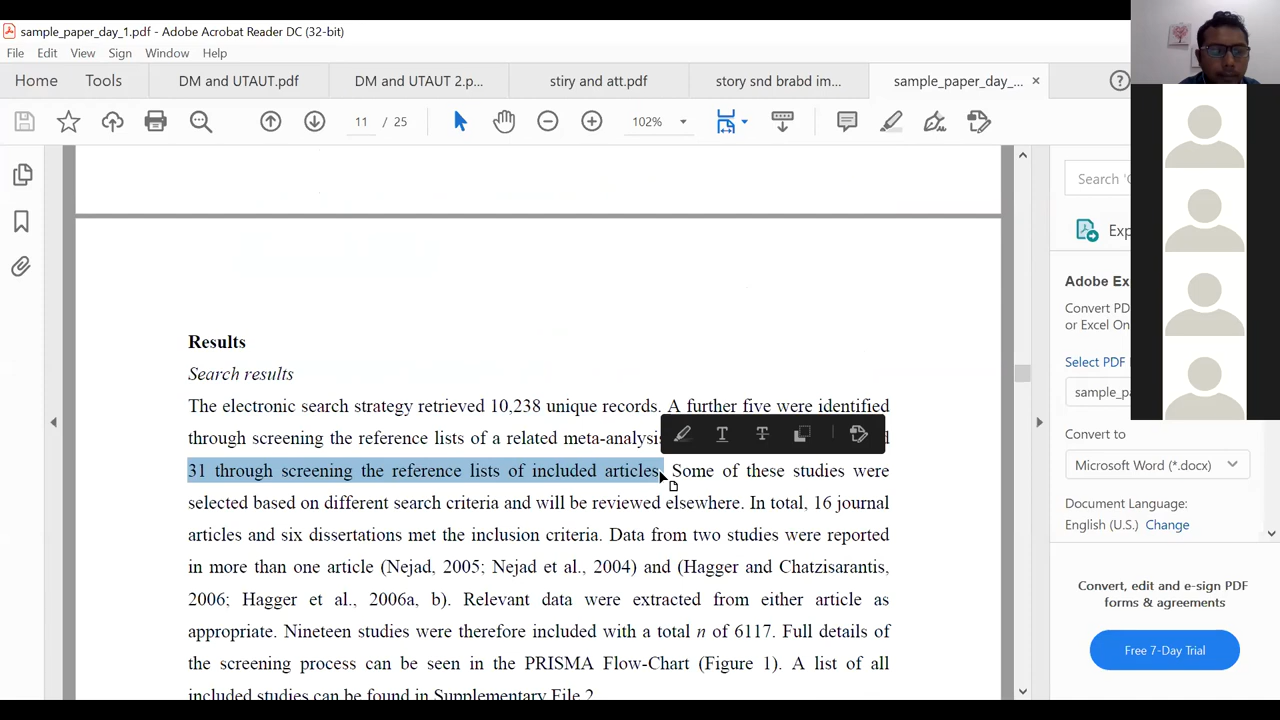 sample_paper_day_1.pdf - Adobe Acrobat Reader DC (32-bit)
File Edit View Sign Window Help
Home Tools DM and UTAUT.pdf DM and UTAUT 2.p... stiry and att.pdf story snd brabd im... sample_paper_day_... ×
11 / 25 102%
Search
Exp
Adobe Ex
Convert PD
or Excel On
Select PDF
sample_pa
Convert to
Microsoft Word (*.docx)
Document Language:
English (U.S.) Change
Convert, edit and e-sign PDF
forms & agreements
Free 7-Day Trial
Results
Search results
The electronic search strategy retrieved 10,238 unique records. A further five were identified
through screening the reference lists of a related meta-analysis
31 through screening the reference lists of included articles. Some of these studies were
selected based on different search criteria and will be reviewed elsewhere. In total, 16 journal
articles and six dissertations met the inclusion criteria. Data from two studies were reported
in more than one article (Nejad, 2005; Nejad et al., 2004) and (Hagger and Chatzisarantis,
2006; Hagger et al., 2006a, b). Relevant data were extracted from either article as
appropriate. Nineteen studies were therefore included with a total n of 6117. Full details of
the screening process can be seen in the PRISMA Flow-Chart (Figure 1). A list of all
included studies can be found in Supplementary File 2.